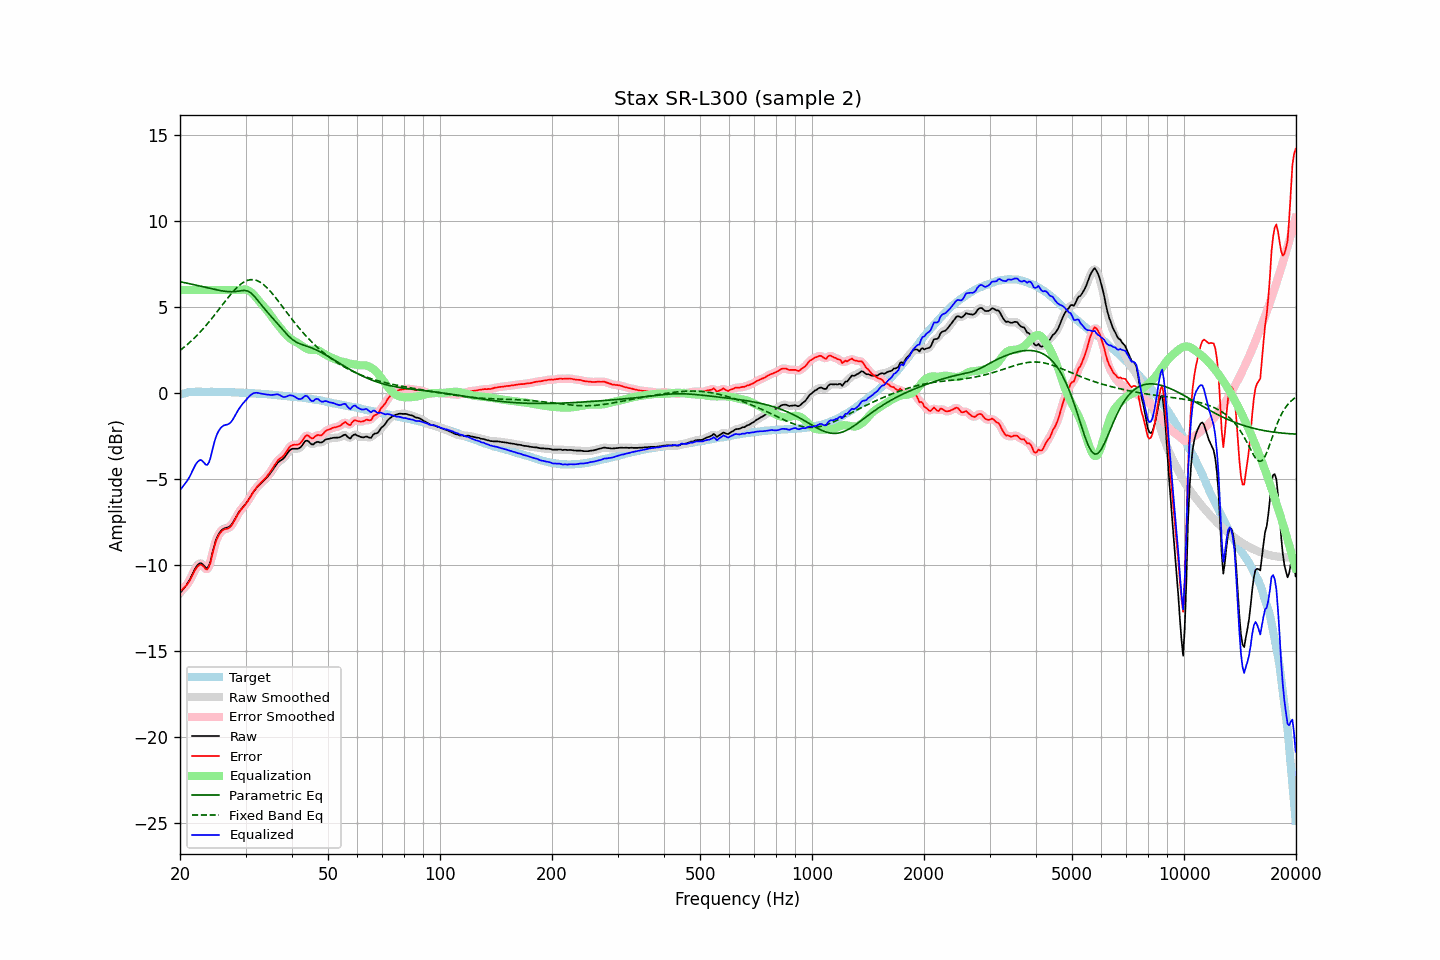 Stax SR-L300 (sample 2)
Amplitude (dBr)
15
10
5
0
−5
−10
−15
−20
−25
Target
Raw Smoothed
Error Smoothed
Raw
Error
Equalization
Parametric Eq
Fixed Band Eq
Equalized
20 50 100 200 500 1000 2000 5000 10000 20000
Frequency (Hz)